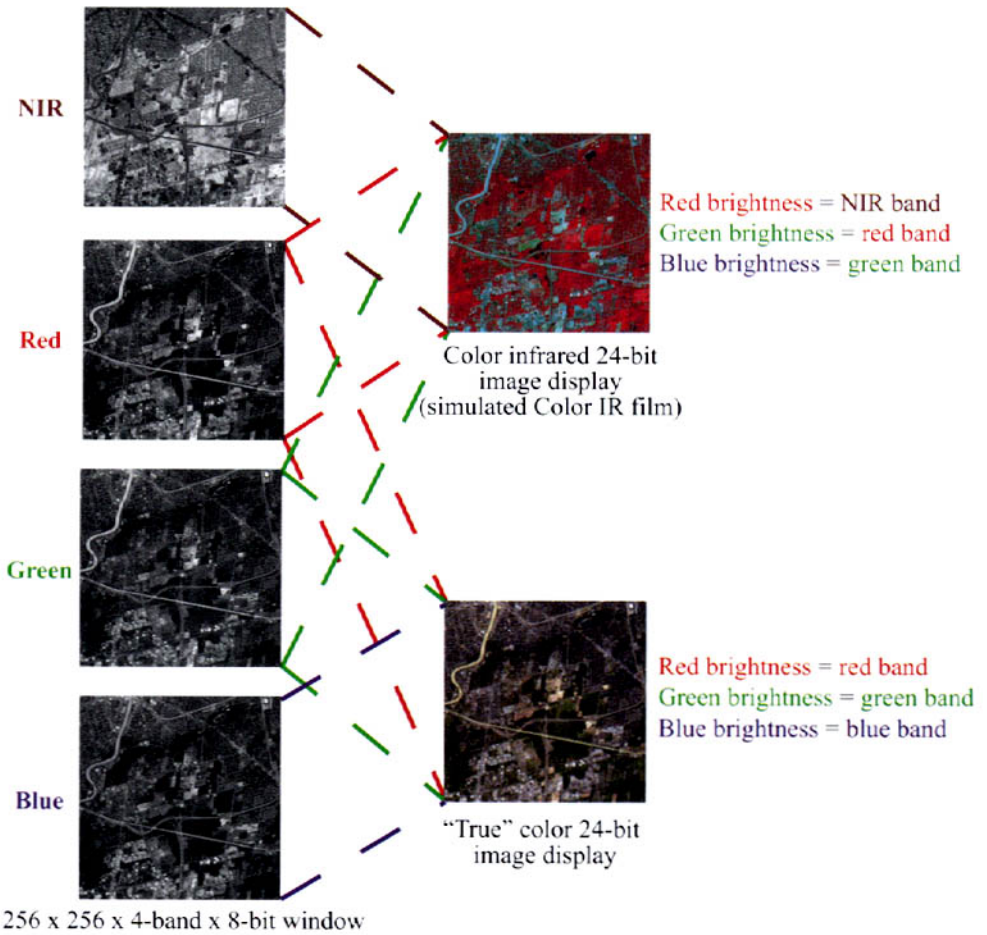 NIR
Red
Green
Blue
256 x 256 x 4-band x 8-bit window
Red brightness = NIR band
Green brightness = red band
Blue brightness = green band
Color infrared 24-bit
image display
(simulated Color IR film)
Red brightness = red band
Green brightness = green band
Blue brightness = blue band
“True” color 24-bit
image display